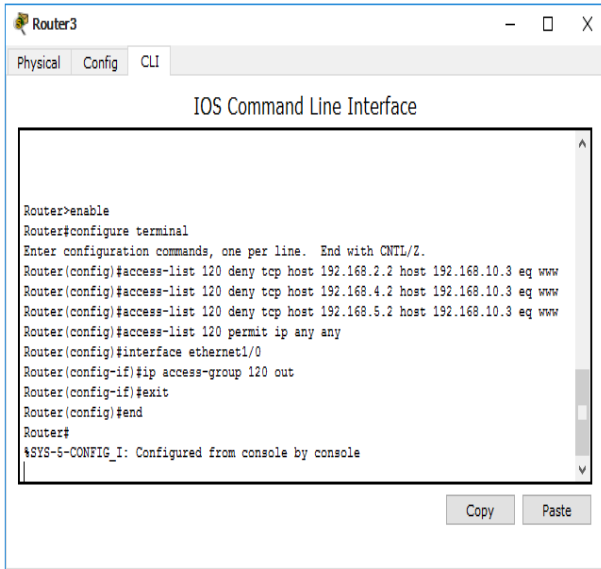 Router3
Physical Config CLI
IOS Command Line Interface
Router>enable
Router#configure terminal
Enter configuration commands, one per line.  End with CNTL/Z.
Router(config)#access-list 120 deny tcp host 192.168.2.2 host 192.168.10.3 eq www
Router(config)#access-list 120 deny tcp host 192.168.4.2 host 192.168.10.3 eq www
Router(config)#access-list 120 deny tcp host 192.168.5.2 host 192.168.10.3 eq www
Router(config)#access-list 120 permit ip any any
Router(config)#interface ethernet1/0
Router(config-if)#ip access-group 120 out
Router(config-if)#exit
Router(config)#end
Router#
%SYS-5-CONFIG_I: Configured from console by console
Copy Paste